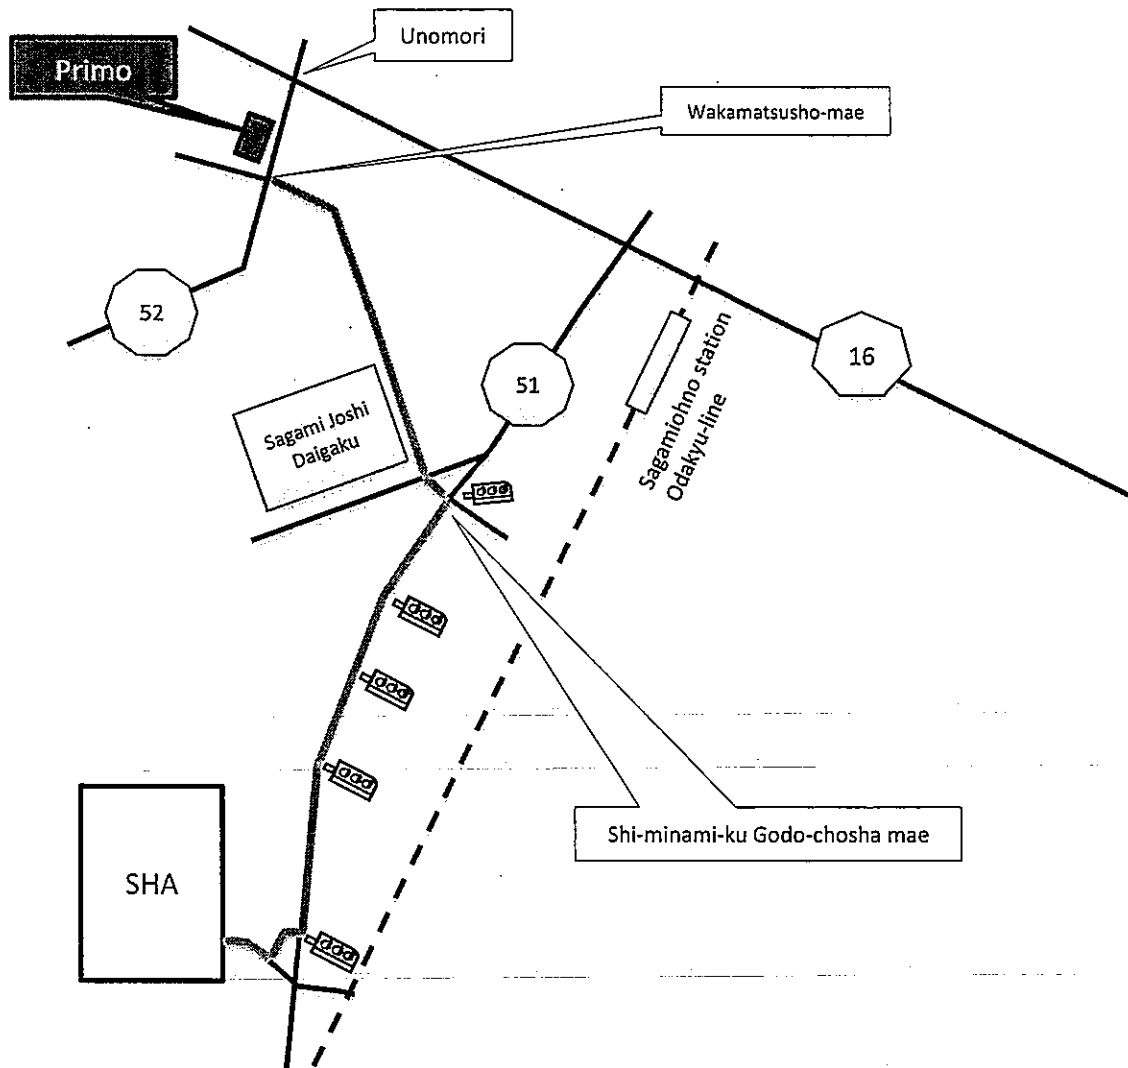 Unomori
Primo
Wakamatsusho-mae
52
51
16
Sagamiohno station
Odakyu-line
Sagami Joshi
Daigaku
Shi-minami-ku Godo-chosha mae
SHA